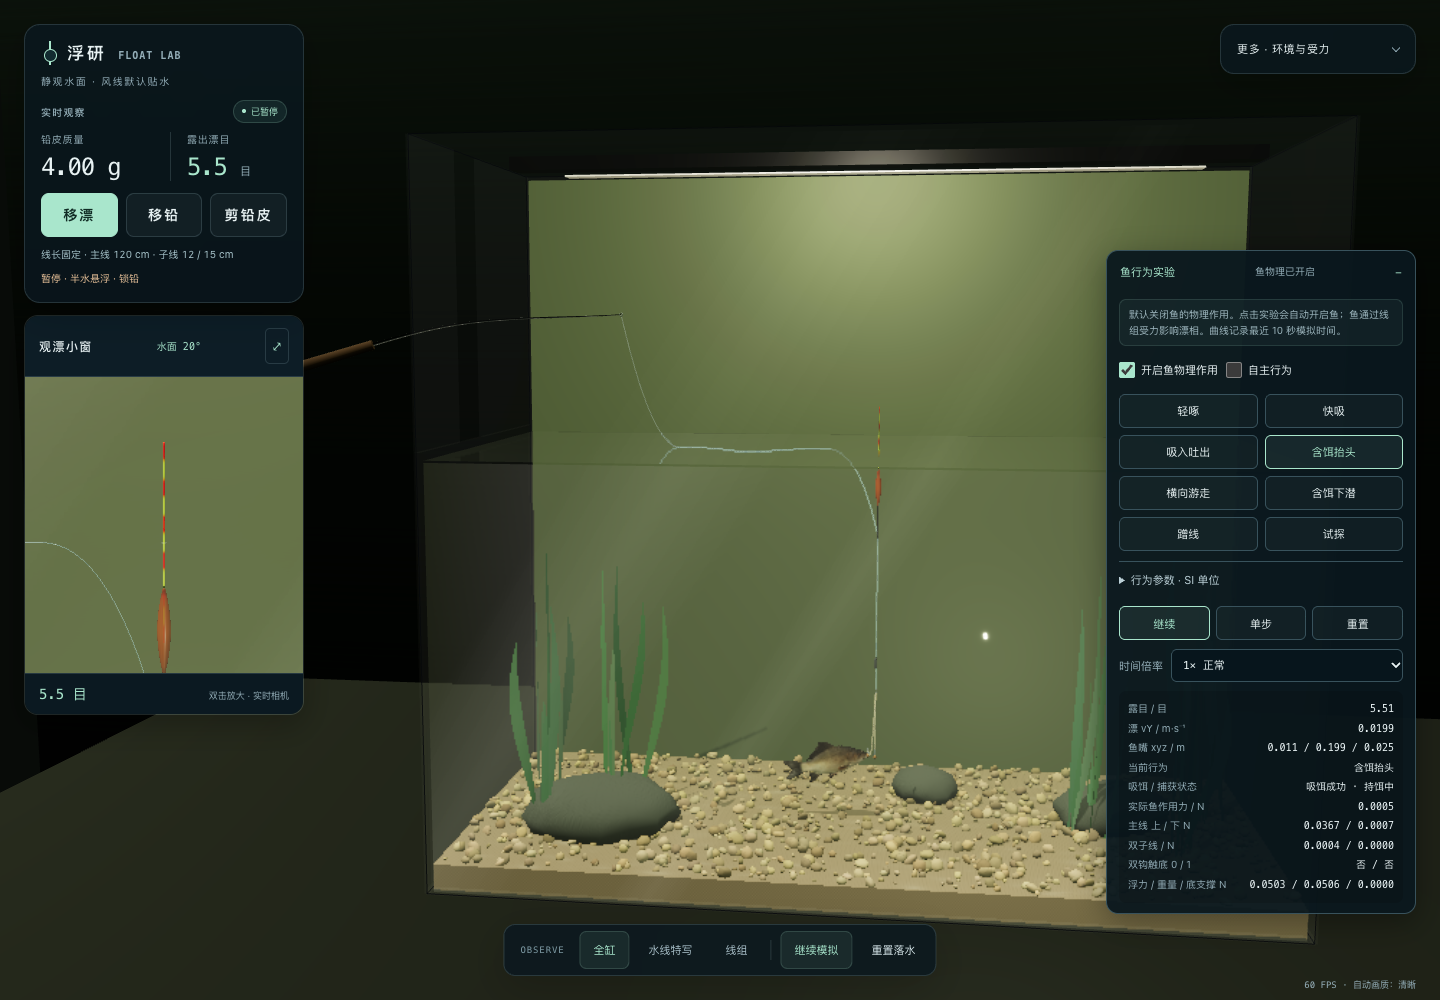 浮研 FLOAT LAB
静观水面 · 风线默认贴水
实时观察
已暂停
铅皮质量
4.00 g
露出漂目
5.5 目
移漂
移铅
剪铅皮
线长固定 · 主线 120 cm · 子线 12 / 15 cm
暂停 · 半水悬浮 · 锁铅
观漂小窗
水面 20°
5.5 目
双击放大 · 实时相机
更多 · 环境与受力
鱼行为实验
鱼物理已开启
默认关闭鱼的物理作用。点击实验会自动开启鱼；鱼通过线
组受力影响漂相。曲线记录最近 10 秒模拟时间。
开启鱼物理作用
自主行为
轻啄
快吸
吸入吐出
含饵抬头
横向游走
含饵下潜
蹭线
试探
行为参数 · SI 单位
继续
单步
重置
时间倍率
1× 正常
露目 / 目 5.51
漂 vY / m·s⁻¹ 0.0199
鱼嘴 xyz / m 0.011 / 0.199 / 0.025
当前行为 含饵抬头
吸饵 / 捕获状态 吸饵成功 · 持饵中
实际鱼作用力 / N 0.0005
主线 上 / 下 N 0.0367 / 0.0007
双子线 / N 0.0004 / 0.0000
双钩触底 0 / 1 否 / 否
浮力 / 重量 / 底支撑 N 0.0503 / 0.0506 / 0.0000
OBSERVE
全缸
水线特写
线组
继续模拟
重置落水
60 FPS · 自动画质：清晰